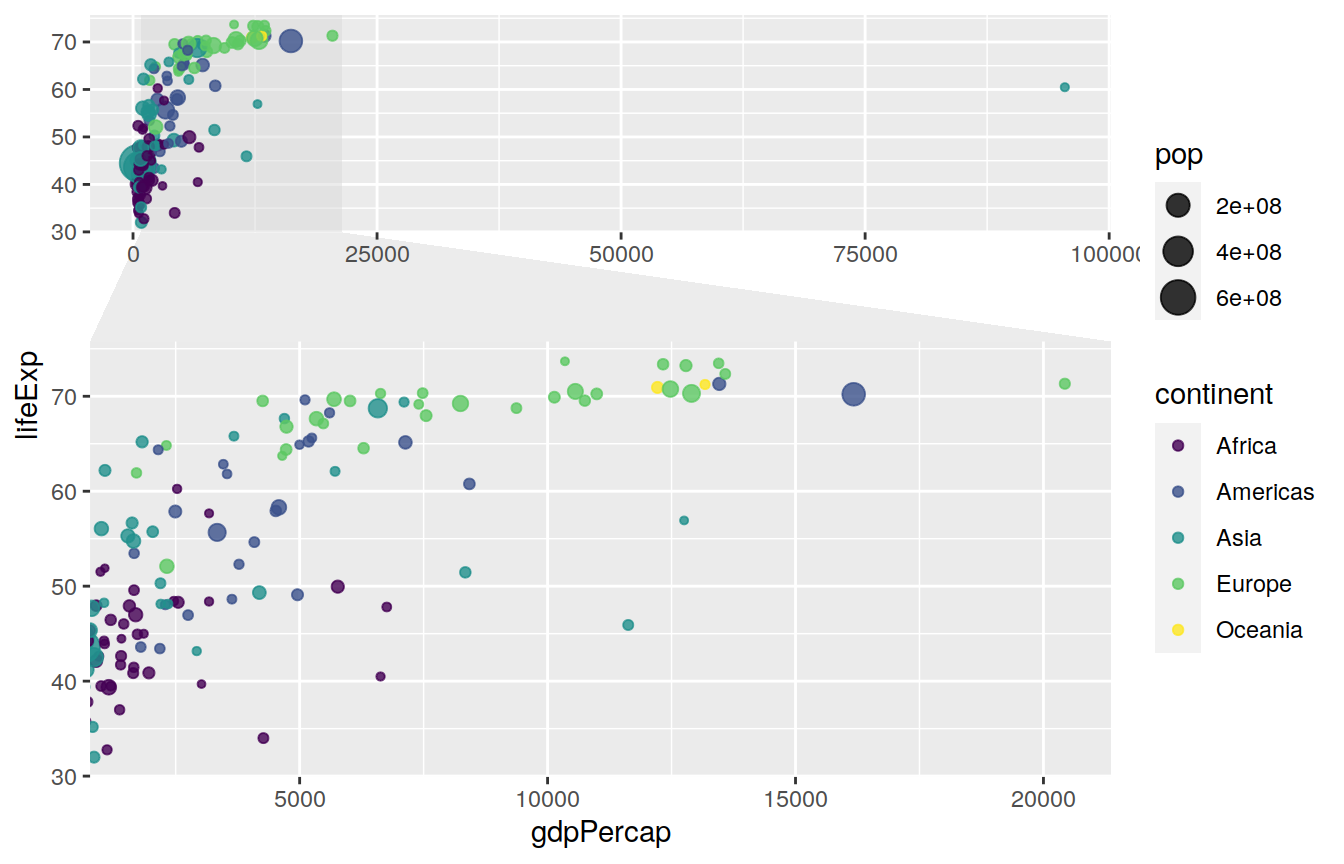 70
60
50
40
30
0 25000 50000 75000 100000
pop
2e+08
4e+08
6e+08
lifeExp
70
60
50
40
30
5000 10000 15000 20000
gdpPercap
continent
Africa
Americas
Asia
Europe
Oceania